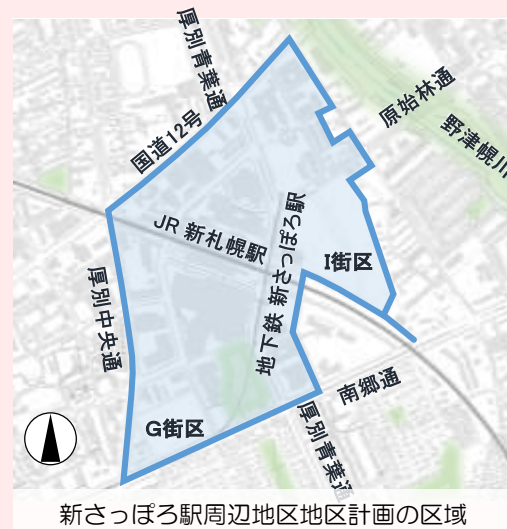 厚別青葉通
国道12号
原始林通
野津幌川
JR 新札幌駅
地下鉄 新さっぽろ駅
I街区
厚別中央通
南郷通
G街区
厚別青葉通
新さっぽろ駅周辺地区地区計画の区域